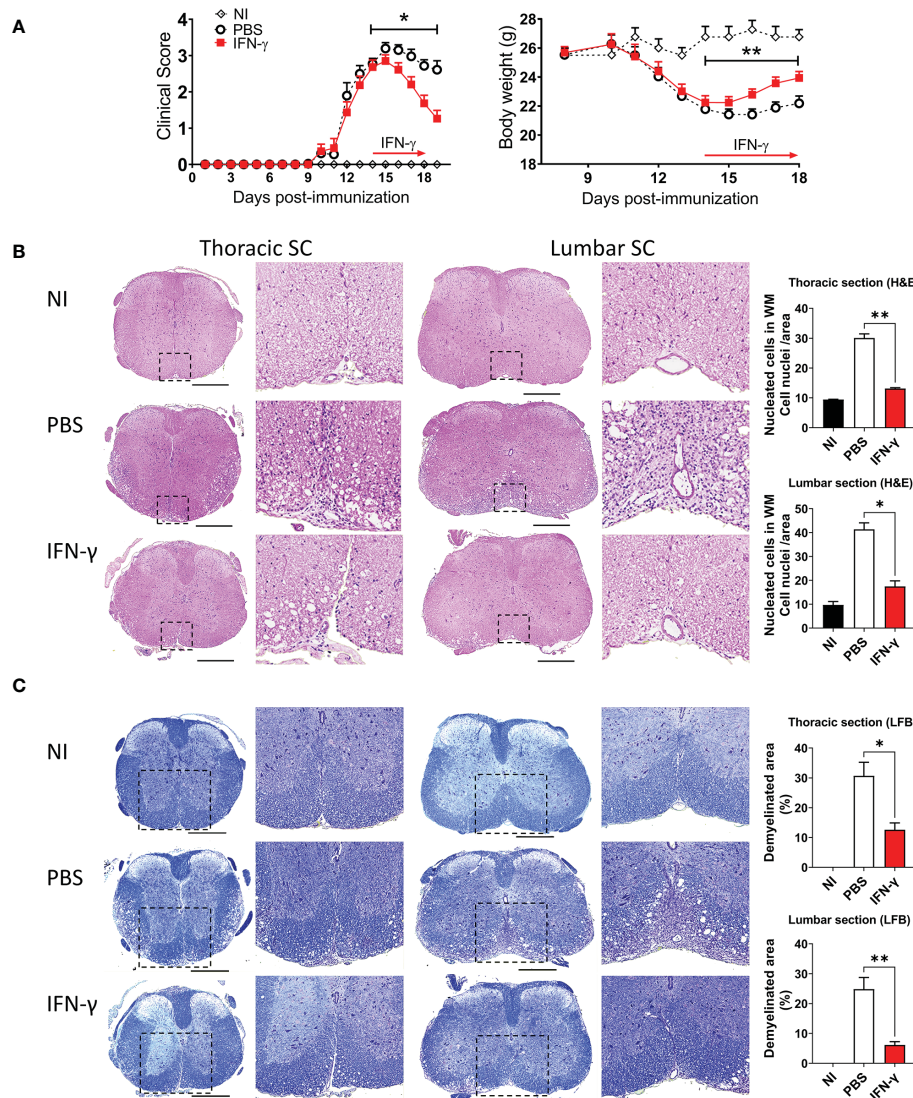 A
NI
PBS
IFN-γ
Clinical Score
4
3
2
1
0
*
IFN-γ
0 3 6 9 12 15 18
Days post-immunization
Body weight (g)
28
26
24
22
20
18
**
IFN-γ
9 12 15 18
Days post-immunization
B
Thoracic SC
Lumbar SC
NI
PBS
IFN-γ
Thoracic section (H&E)
Nucleated cells in WM
Cell nuclei /area
40
30
20
10
0
**
NI
PBS
IFN-γ
Lumbar section (H&E)
Nucleated cells in WM
Cell nuclei /area
50
40
30
20
10
0
*
NI
PBS
IFN-γ
C
NI
PBS
IFN-γ
Thoracic section (LFB
Demyelinated area
(%)
40
30
20
10
0
*
NI
PBS
IFN-γ
Lumbar section (LFB)
Demyelinated area
(%)
40
30
20
10
0
**
NI
PBS
IFN-γ